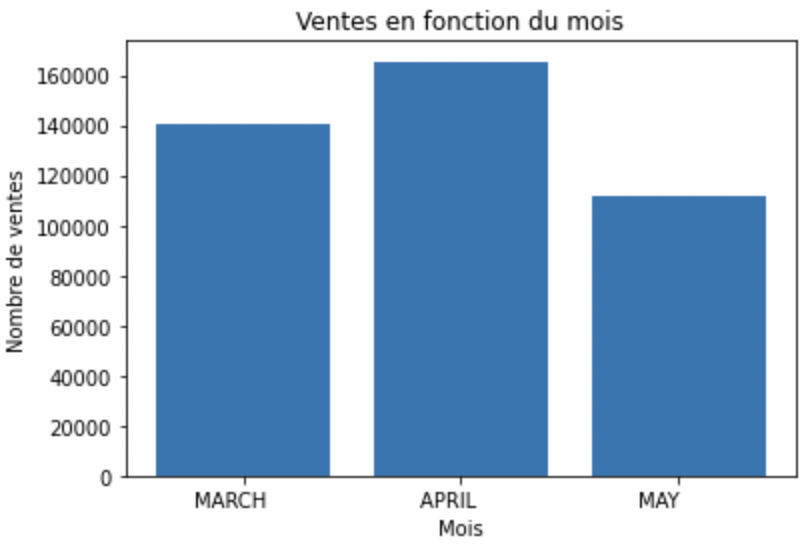 Ventes en fonction du mois
Nombre de ventes
160000
140000
120000
100000
80000
60000
40000
20000
0
MARCH APRIL MAY
Mois